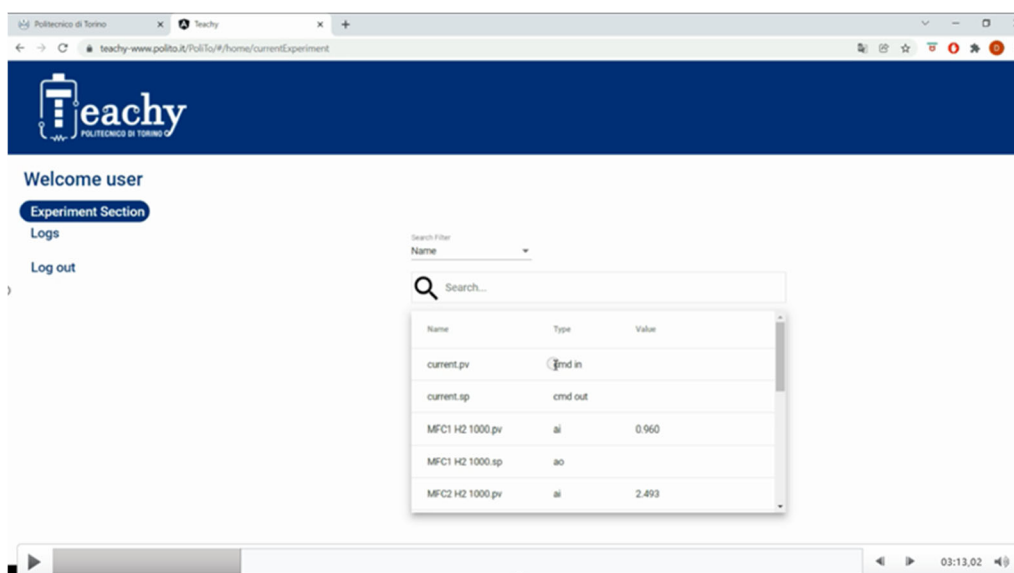 Politecnico di Torino
Teachy
teachy-www.polito.it/PoliTo/#/home/currentExperiment
D
Teachy
POLITECNICO DI TORINO
Welcome user
Experiment Section
Logs
Log out
Search Filter
Name
Search...
Name Type Value
current.pv cmd in
current.sp cmd out
MFC1 H2 1000.pv ai 0.960
MFC1 H2 1000.sp ao
MFC2 H2 1000.pv ai 2.493
03:13,02